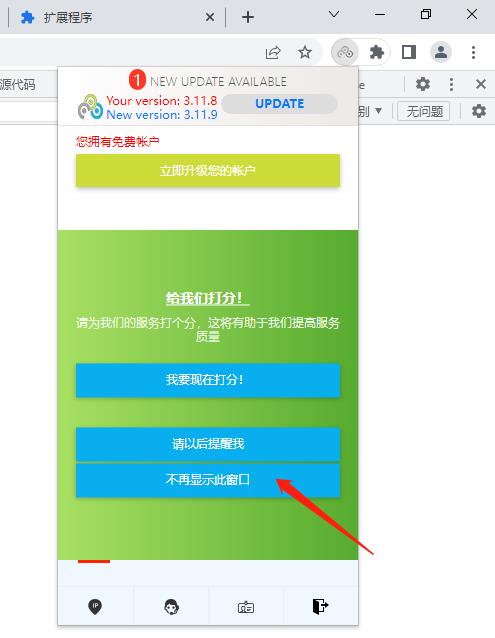 扩展程序
源代码
e
别
无问题
1 NEW UPDATE AVAILABLE
Your version: 3.11.8
New version: 3.11.9
UPDATE
您拥有免费帐户
立即升级您的帐户
给我们打分！
请为我们的服务打个分，这将有助于我们提高服务
质量
我要现在打分！
请以后提醒我
不再显示此窗口
IP